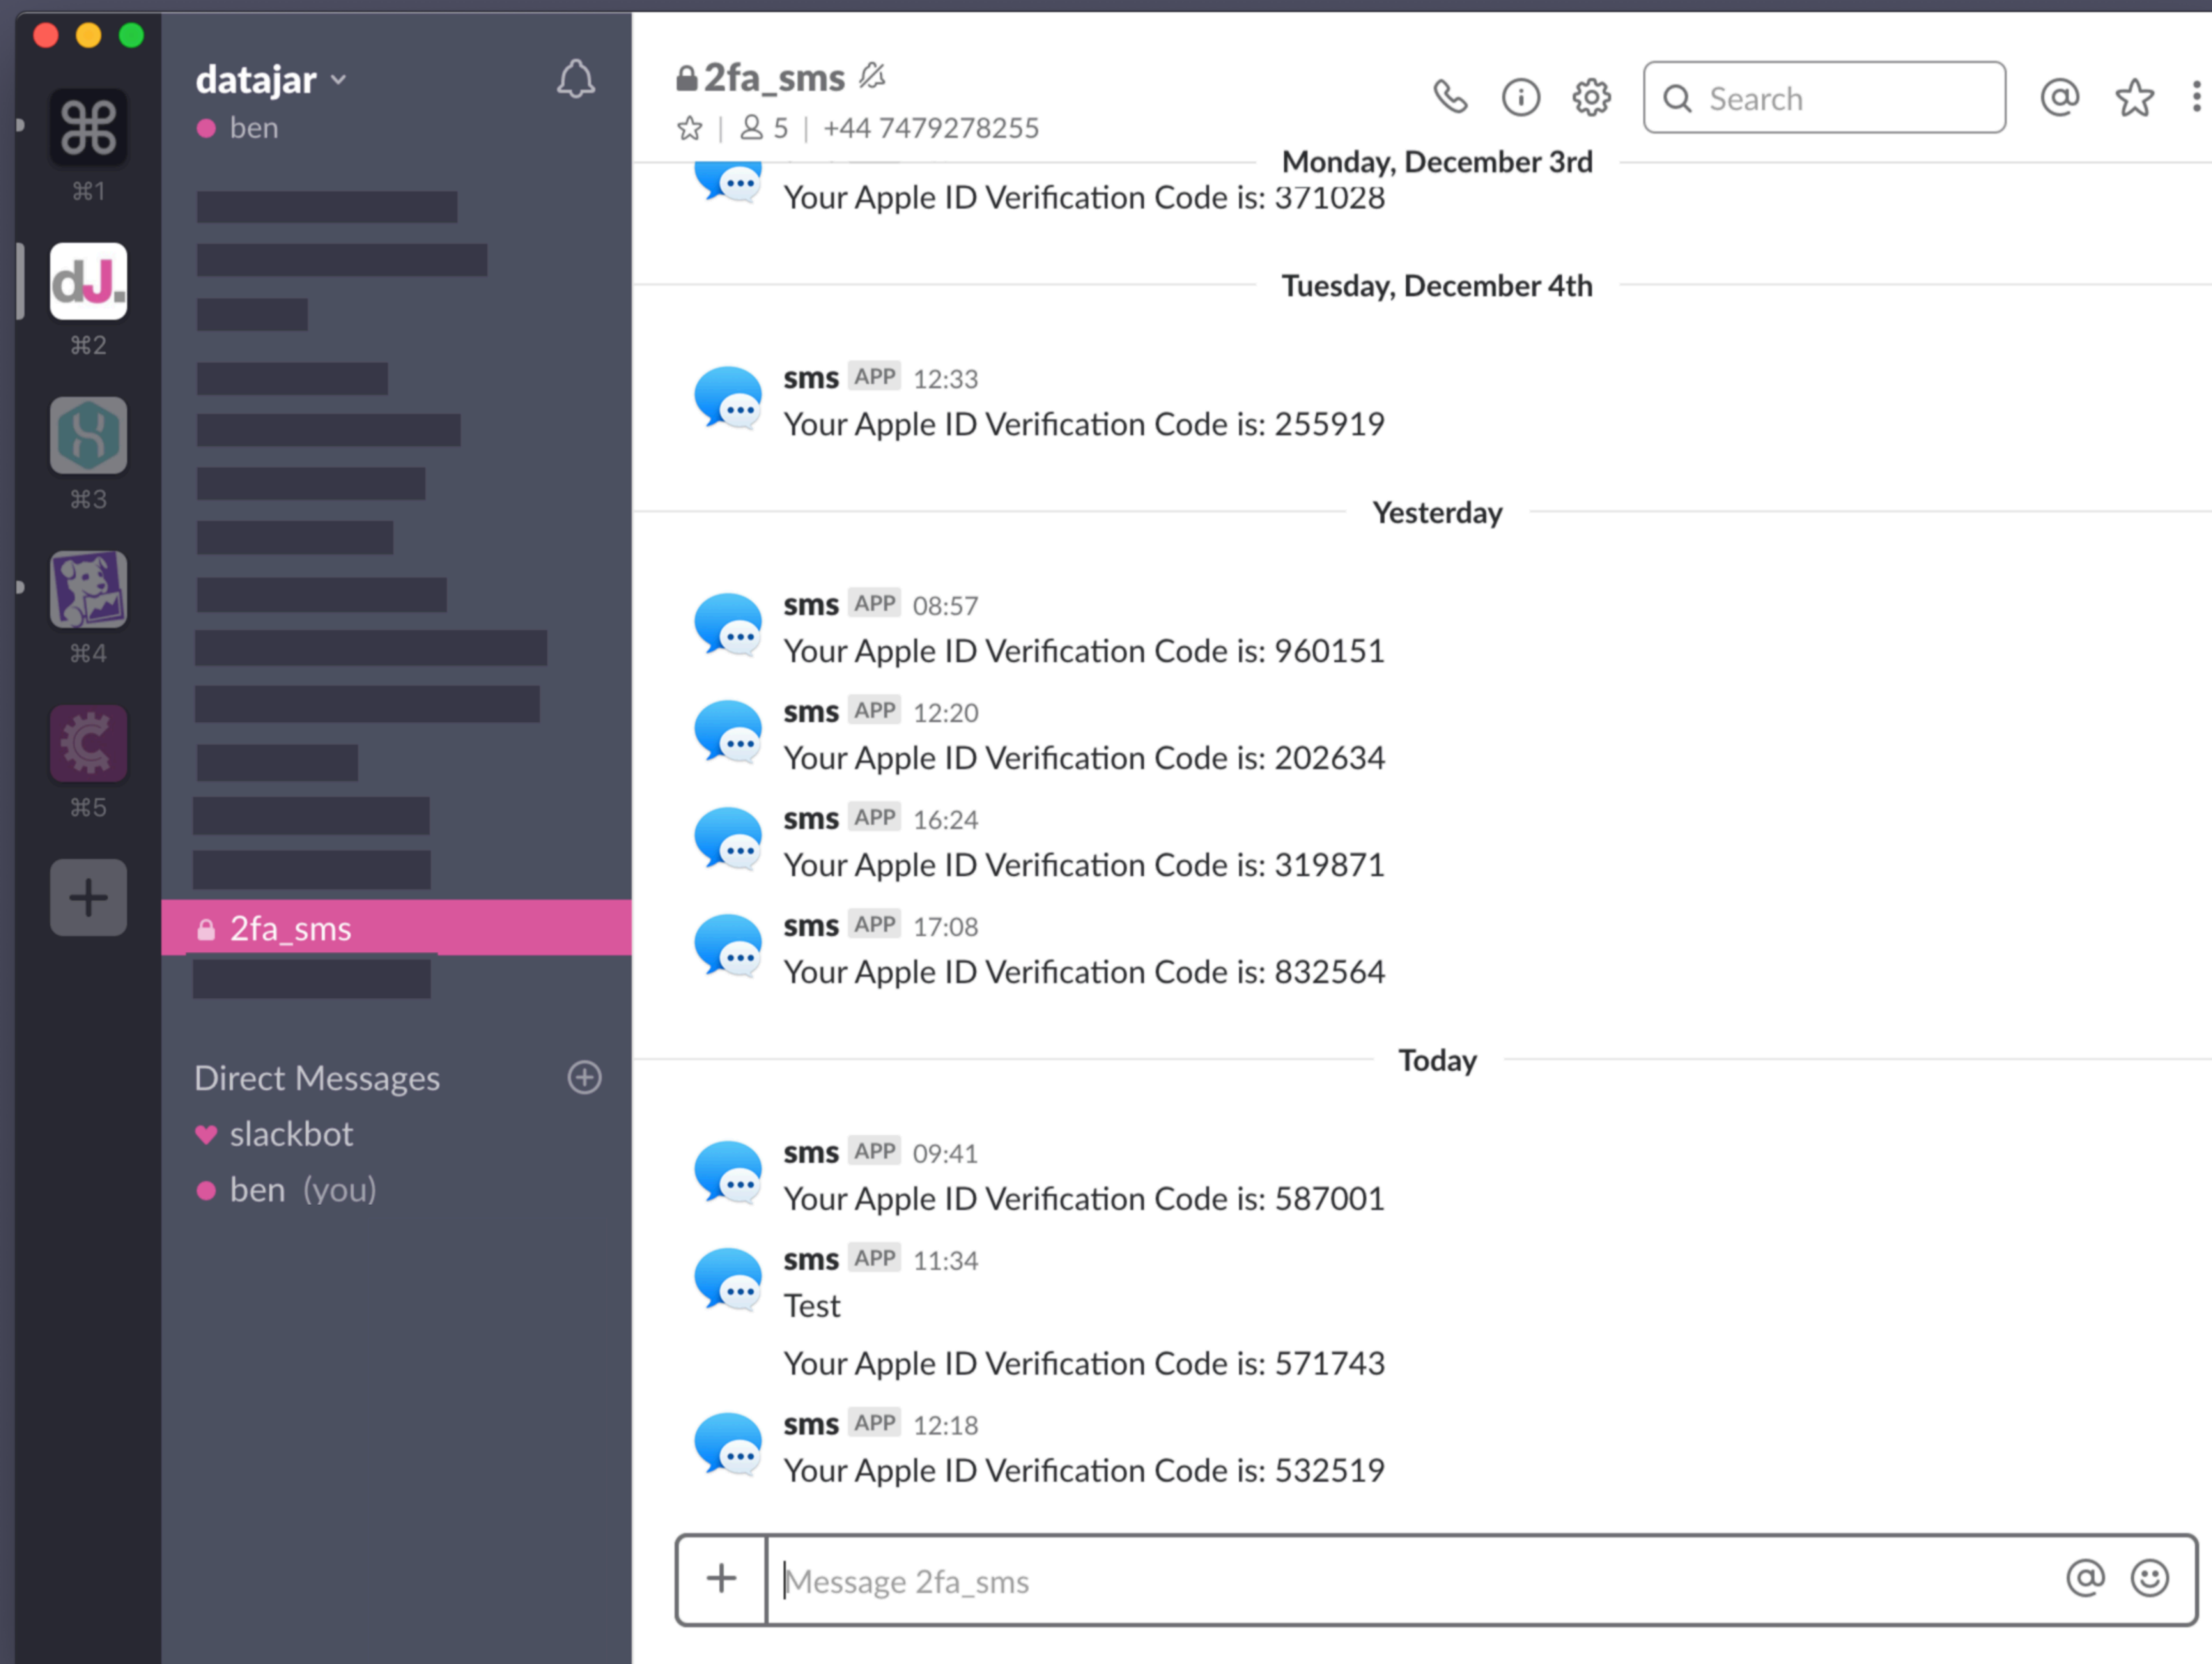 datajar
ben
⌘1
dJ.
⌘2
⌘3
⌘4
⌘5
2fa_sms
Direct Messages
slackbot
ben (you)
2fa_sms
5 | +44 7479278255
Search
Monday, December 3rd
Your Apple ID Verification Code is: 371028
Tuesday, December 4th
sms APP 12:33
Your Apple ID Verification Code is: 255919
Yesterday
sms APP 08:57
Your Apple ID Verification Code is: 960151
sms APP 12:20
Your Apple ID Verification Code is: 202634
sms APP 16:24
Your Apple ID Verification Code is: 319871
sms APP 17:08
Your Apple ID Verification Code is: 832564
Today
sms APP 09:41
Your Apple ID Verification Code is: 587001
sms APP 11:34
Test
Your Apple ID Verification Code is: 571743
sms APP 12:18
Your Apple ID Verification Code is: 532519
Message 2fa_sms